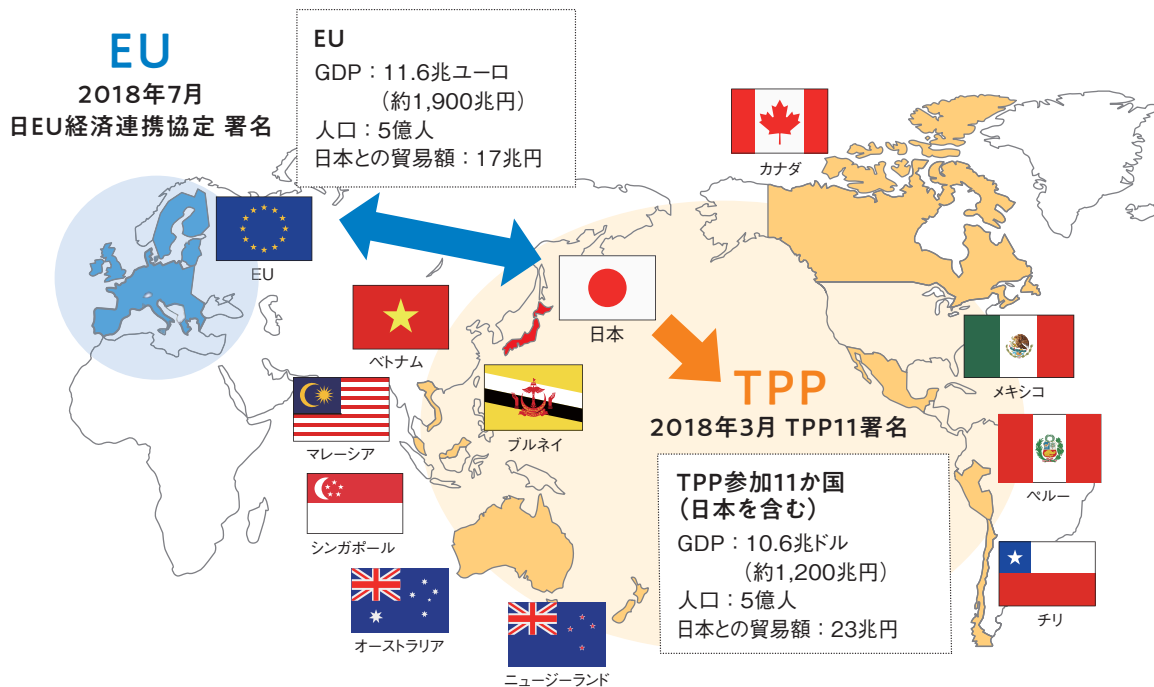 EU
2018年7月
日EU経済連携協定 署名
EU
GDP：11.6兆ユーロ
（約1,900兆円）
人口：5億人
日本との貿易額：17兆円
カナダ
EU
日本
ベトナム
メキシコ
TPP
2018年3月 TPP11署名
マレーシア
ブルネイ
ペルー
TPP参加11か国
（日本を含む）
GDP：10.6兆ドル
（約1,200兆円）
人口：5億人
日本との貿易額：23兆円
シンガポール
チリ
オーストラリア
ニュージーランド